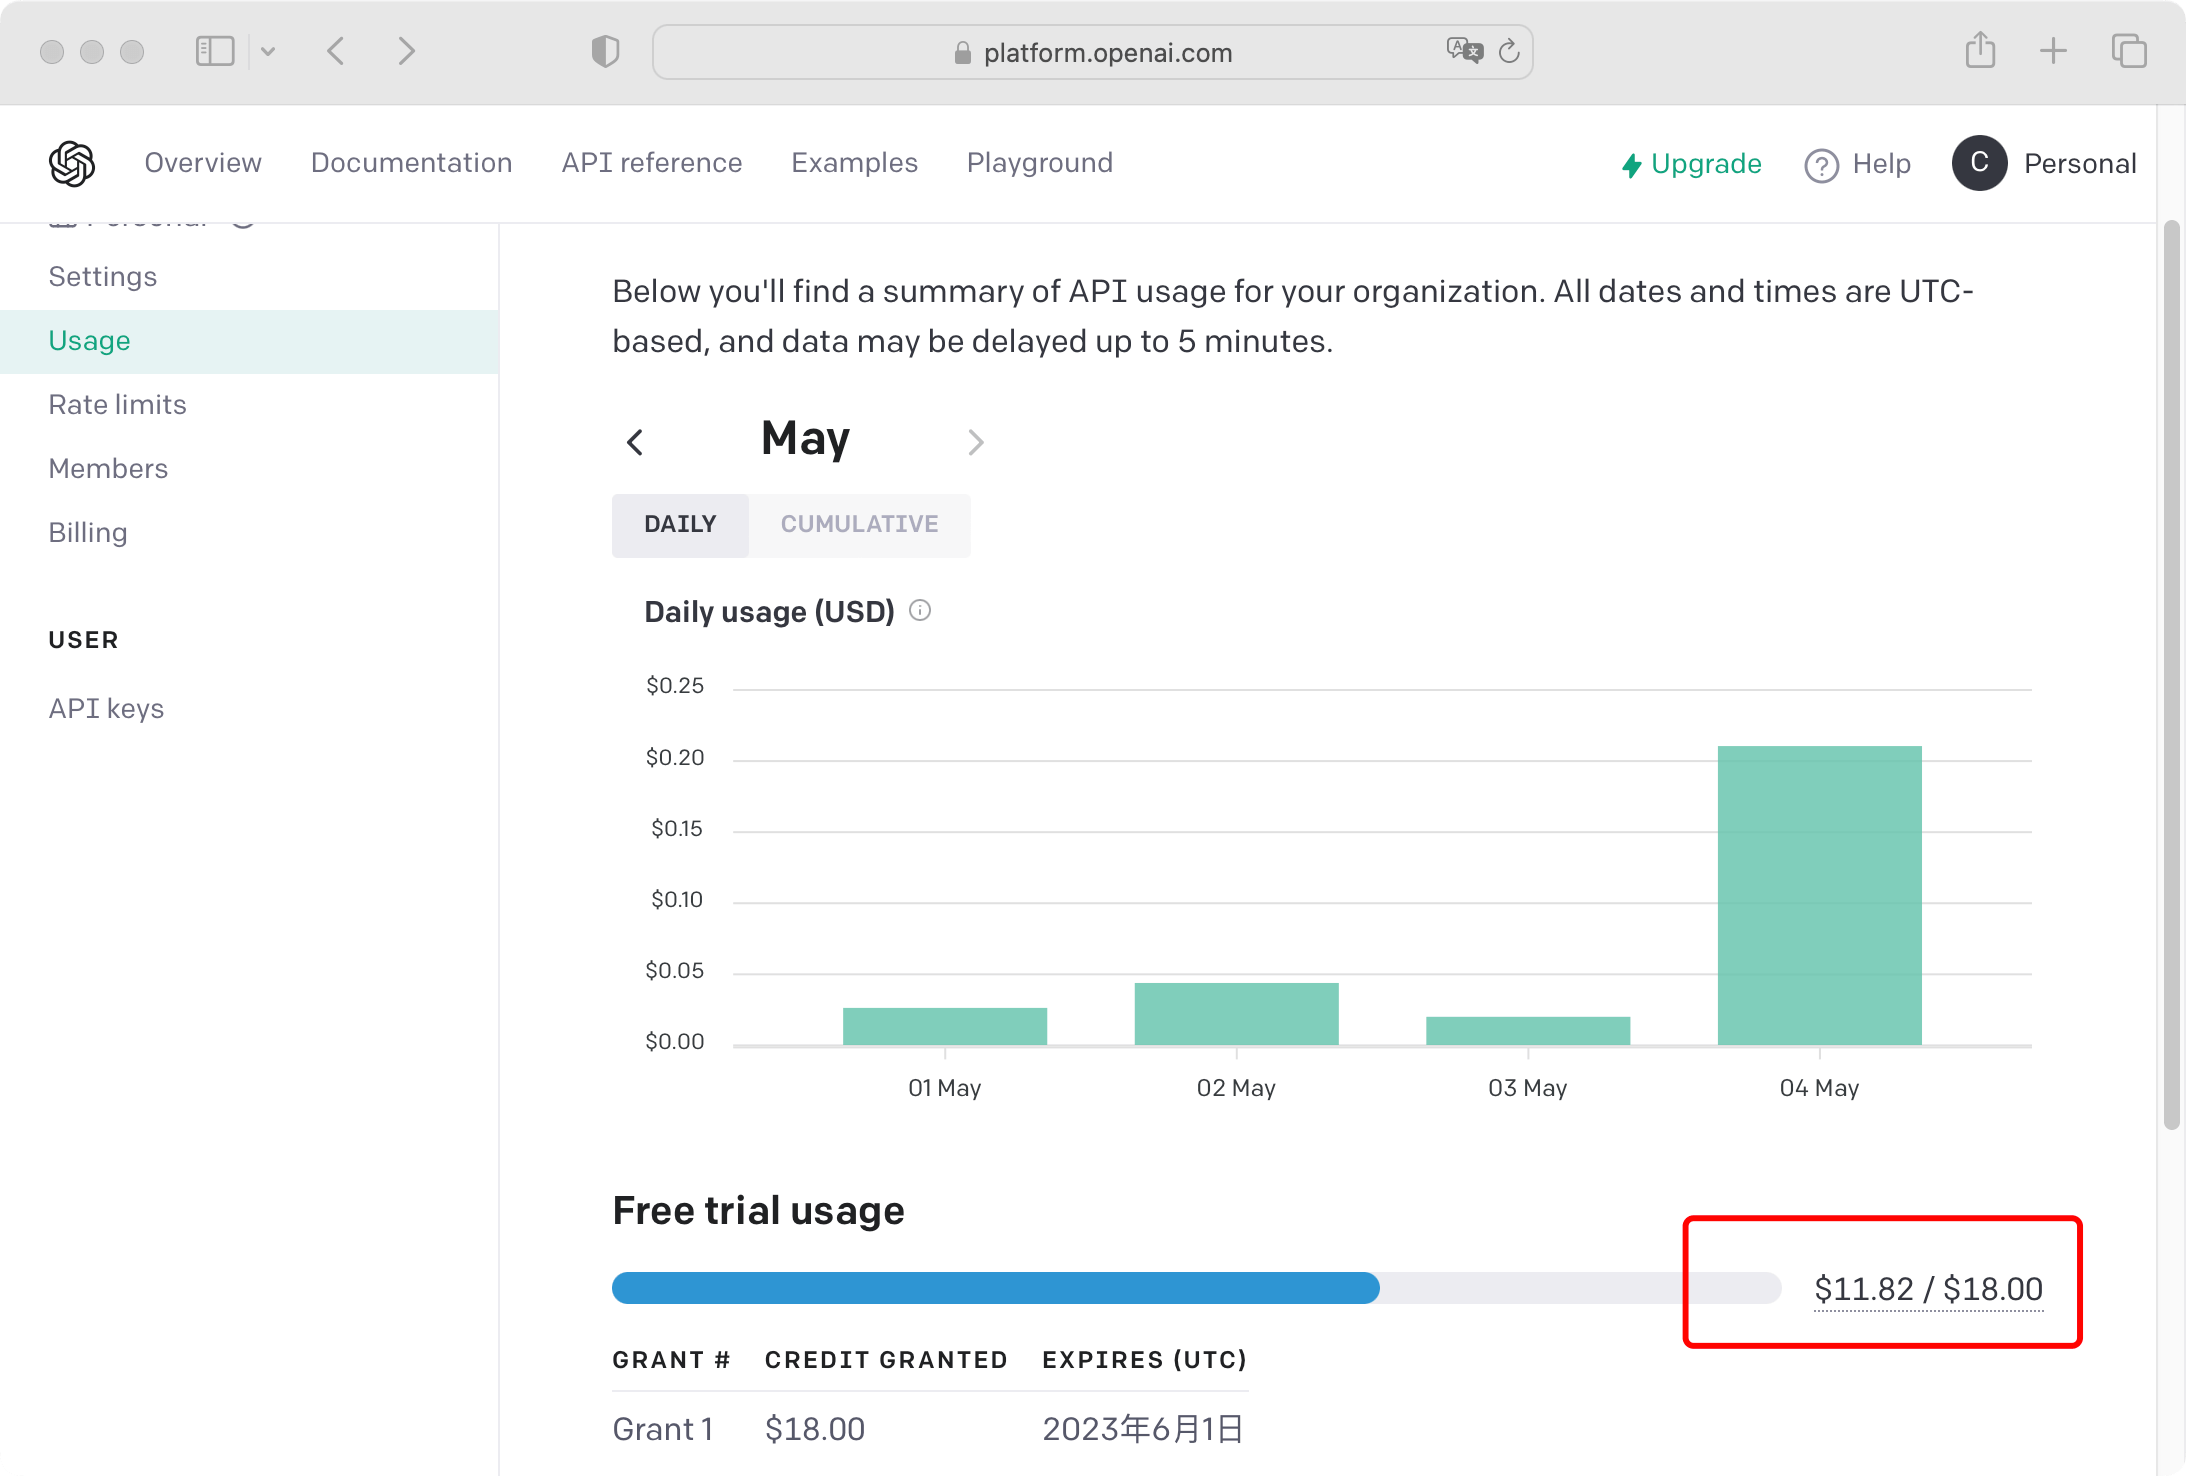 platform.openai.com
Overview Documentation API reference Examples Playground Upgrade Help C Personal
Personal
Settings
Usage
Rate limits
Members
Billing
USER
API keys
Below you'll find a summary of API usage for your organization. All dates and times are UTC-
based, and data may be delayed up to 5 minutes.
May
DAILY CUMULATIVE
Daily usage (USD)
$0.25
$0.20
$0.15
$0.10
$0.05
$0.00
01 May 02 May 03 May 04 May
Free trial usage
$11.82 / $18.00
GRANT # CREDIT GRANTED EXPIRES (UTC)
Grant 1 $18.00 2023年6月1日